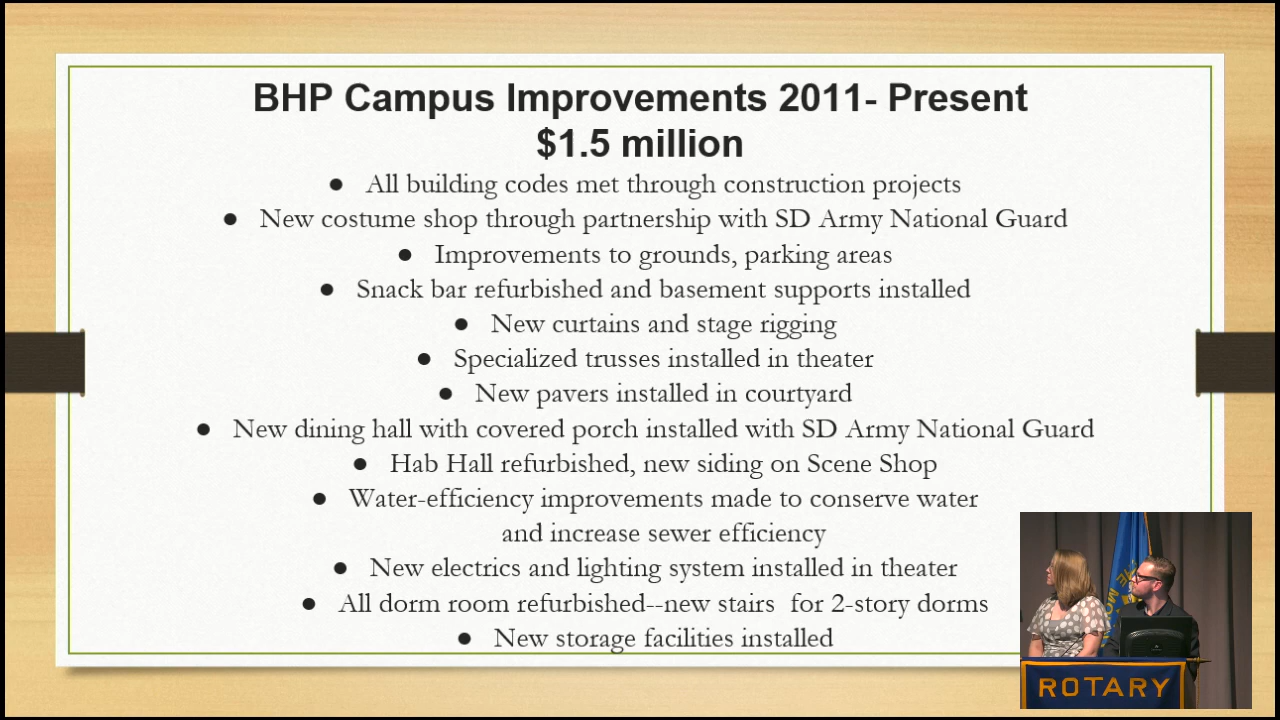 BHP Campus Improvements 2011- Present
$1.5 million
● All building codes met through construction projects
● New costume shop through partnership with SD Army National Guard
● Improvements to grounds, parking areas
● Snack bar refurbished and basement supports installed
● New curtains and stage rigging
● Specialized trusses installed in theater
● New pavers installed in courtyard
● New dining hall with covered porch installed with SD Army National Guard
● Hab Hall refurbished, new siding on Scene Shop
● Water-efficiency improvements made to conserve water
and increase sewer efficiency
● New electrics and lighting system installed in theater
● All dorm room refurbished--new stairs for 2-story dorms
● New storage facilities installed
ROTARY